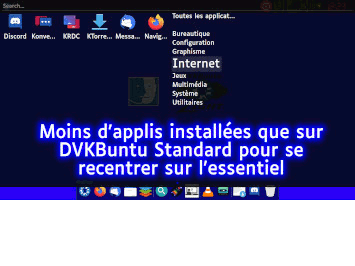 Search...
Toutes les applicat...
Discord Konve... KRDC KTorre... Messa... Navig...
Bureautique
Configuration
Graphisme
Internet
Jeux
Multimédia
Système
Utilitaires
Moins d'applis installées que sur
DVKBuntu Standard pour se
recentrer sur l'essentiel